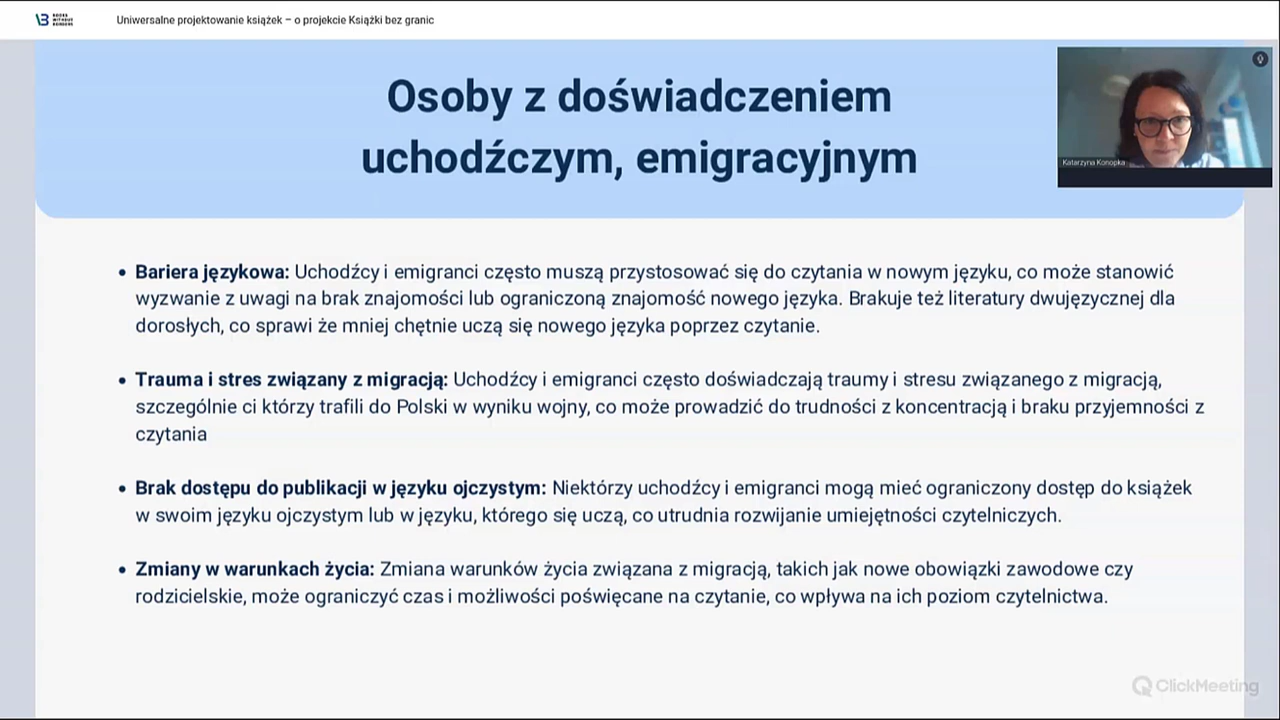 BOOKS
WITHOUT
BORDERS
Uniwersalne projektowanie książek – o projekcie Książki bez granic
Osoby z doświadczeniem
uchodźczym, emigracyjnym
Katarzyna Konopka
• Bariera językowa: Uchodźcy i emigranci często muszą przystosować się do czytania w nowym języku, co może stanowić
wyzwanie z uwagi na brak znajomości lub ograniczoną znajomość nowego języka. Brakuje też literatury dwujęzycznej dla
dorosłych, co sprawi że mniej chętnie uczą się nowego języka poprzez czytanie.
• Trauma i stres związany z migracją: Uchodźcy i emigranci często doświadczają traumy i stresu związanego z migracją,
szczególnie ci którzy trafili do Polski w wyniku wojny, co może prowadzić do trudności z koncentracją i braku przyjemności z
czytania
• Brak dostępu do publikacji w języku ojczystym: Niektórzy uchodźcy i emigranci mogą mieć ograniczony dostęp do książek
w swoim języku ojczystym lub w języku, którego się uczą, co utrudnia rozwijanie umiejętności czytelniczych.
• Zmiany w warunkach życia: Zmiana warunków życia związana z migracją, takich jak nowe obowiązki zawodowe czy
rodzicielskie, może ograniczyć czas i możliwości poświęcane na czytanie, co wpływa na ich poziom czytelnictwa.
ClickMeeting